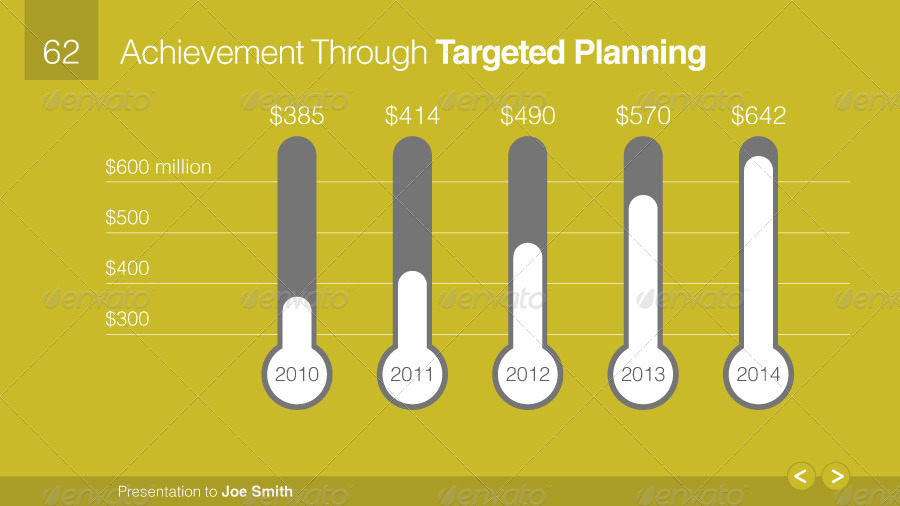 62
Achievement Through Targeted Planning
$385 $414 $490 $570 $642
$600 million
$500
$400
$300
2010 2011 2012 2013 2014
Presentation to Joe Smith
< >
envato